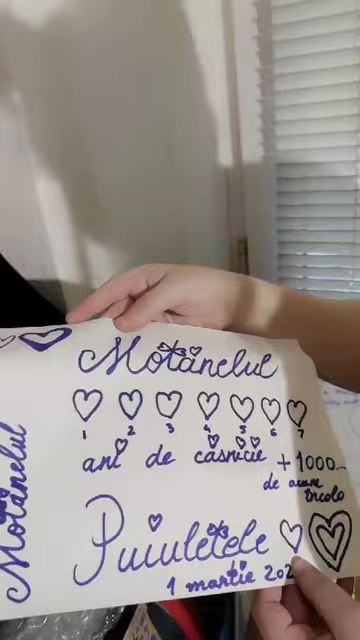 Motănelul
1 2 3 4 5 6 7
ani de căsnicie + 1000...
de acum
încolo
Puiulețele
1 martie 202
Motănelul